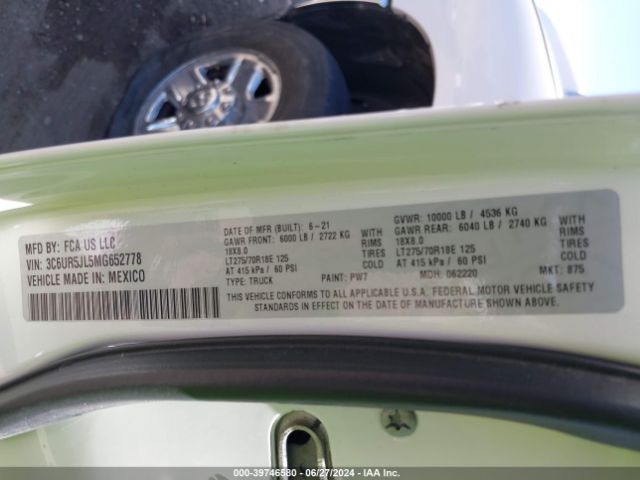 MFD BY: FCA US LLC
VIN: 3C6UR5JL5MG652778
VEHICLE MADE IN: MEXICO
DATE OF MFR (BUILT): 6-21
GAWR FRONT: 6000 LB / 2722 KG WITH
18X8.0 RIMS
LT275/70R18E 125 TIRES
AT 415 kPa / 60 PSI COLD
TYPE: TRUCK PAINT: PW7
GVWR: 10000 LB / 4536 KG
GAWR REAR: 6040 LB / 2740 KG WITH
18X8.0 RIMS
LT275/70R18E 125 TIRES
AT 415 kPa / 60 PSI COLD
MDH: 062220 MKT: 875
THIS VEHICLE CONFORMS TO ALL APPLICABLE U.S.A. FEDERAL MOTOR VEHICLE SAFETY
STANDARDS IN EFFECT ON THE DATE OF MANUFACTURE SHOWN ABOVE.
000-39746580 | 06/27/2024 | IAA Inc.